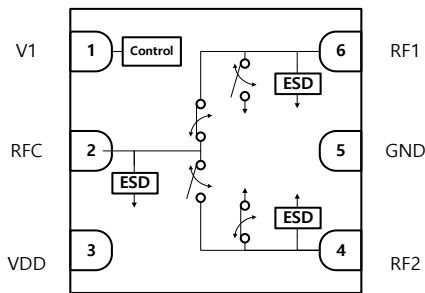 V1 1 Control 6 RF1
ESD
RFC 2 5 GND
ESD
ESD
VDD 3 4 RF2